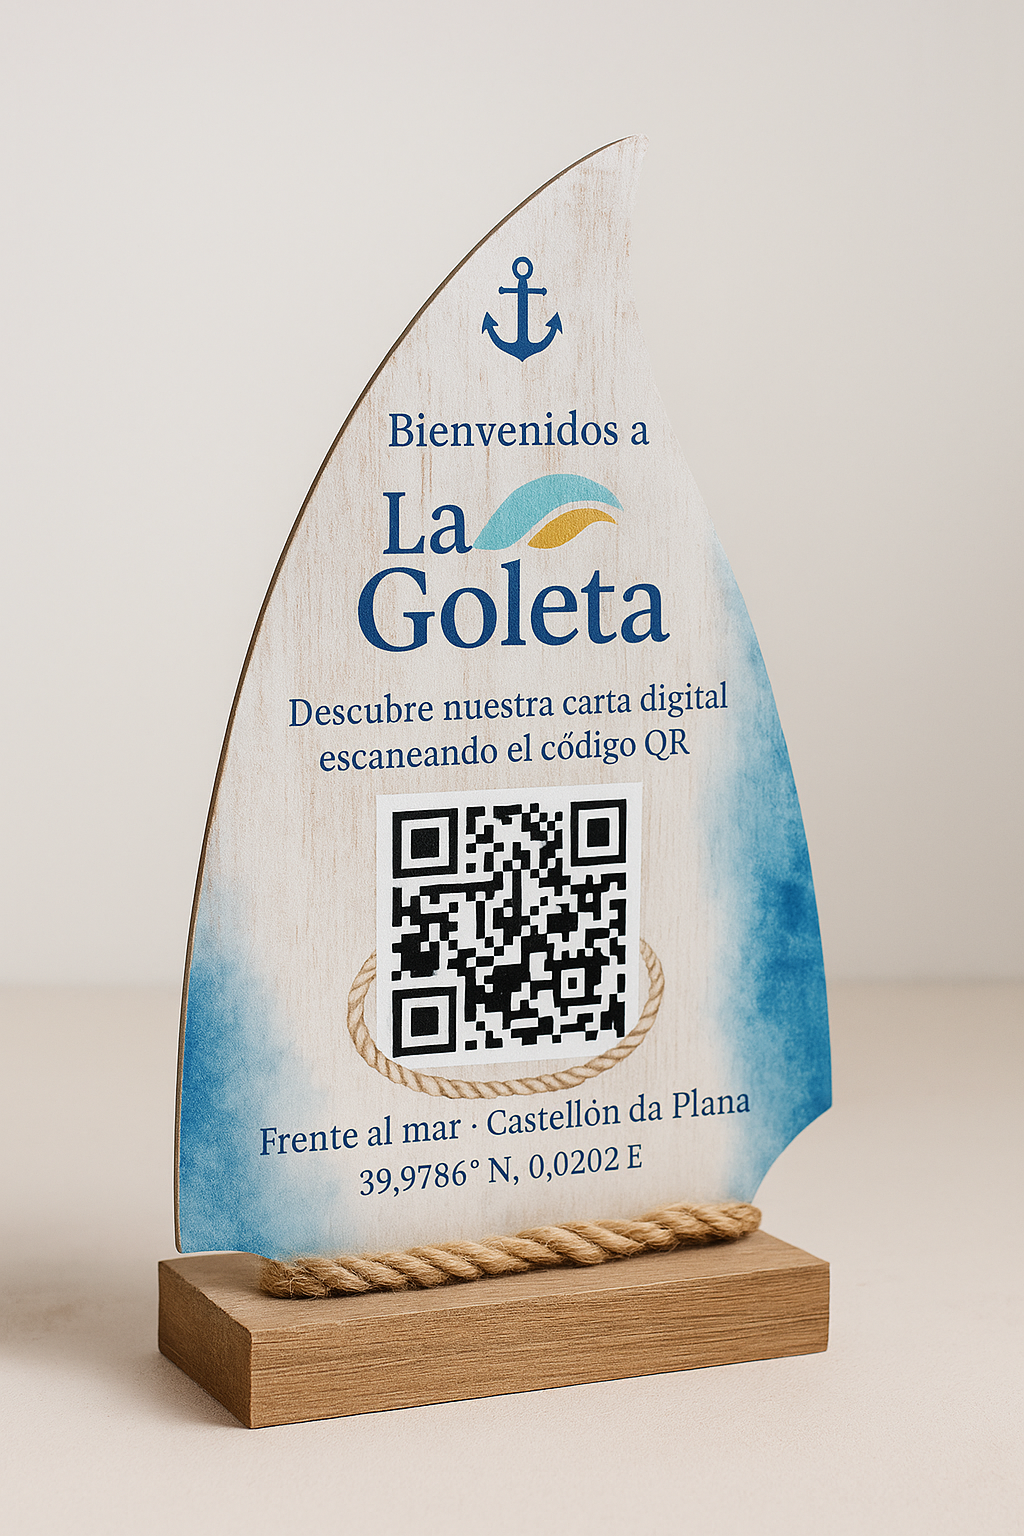 Bienvenidos a
La
Goleta
Descubre nuestra carta digital
escaneando el cődigo QR
Frente al mar · Castellón da Plana
39,9786° N, 0,0202 E